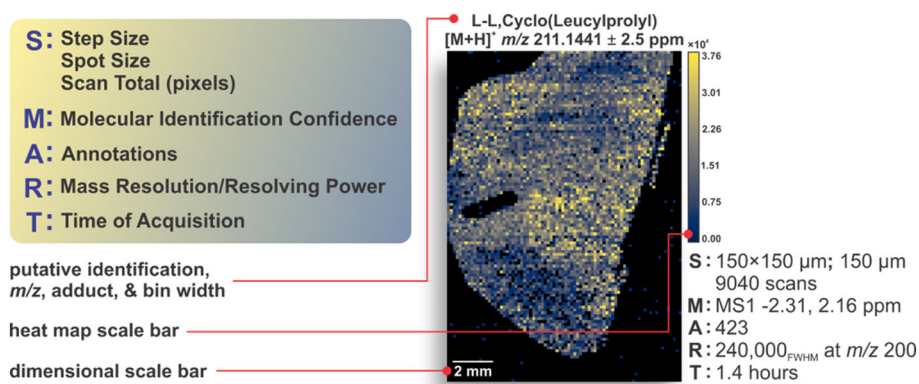 S: Step Size
Spot Size
Scan Total (pixels)
M: Molecular Identification Confidence
A: Annotations
R: Mass Resolution/Resolving Power
T: Time of Acquisition
putative identification,
m/z, adduct, & bin width
heat map scale bar
dimensional scale bar
L-L,Cyclo(Leucylprolyl)
[M+H]⁺ m/z 211.1441 ± 2.5 ppm
×10⁴
3.76
3.01
2.26
1.51
0.75
0.00
2 mm
S: 150×150 µm; 150 µm
9040 scans
M: MS1 -2.31, 2.16 ppm
A: 423
R: 240,000FWHM at m/z 200
T: 1.4 hours